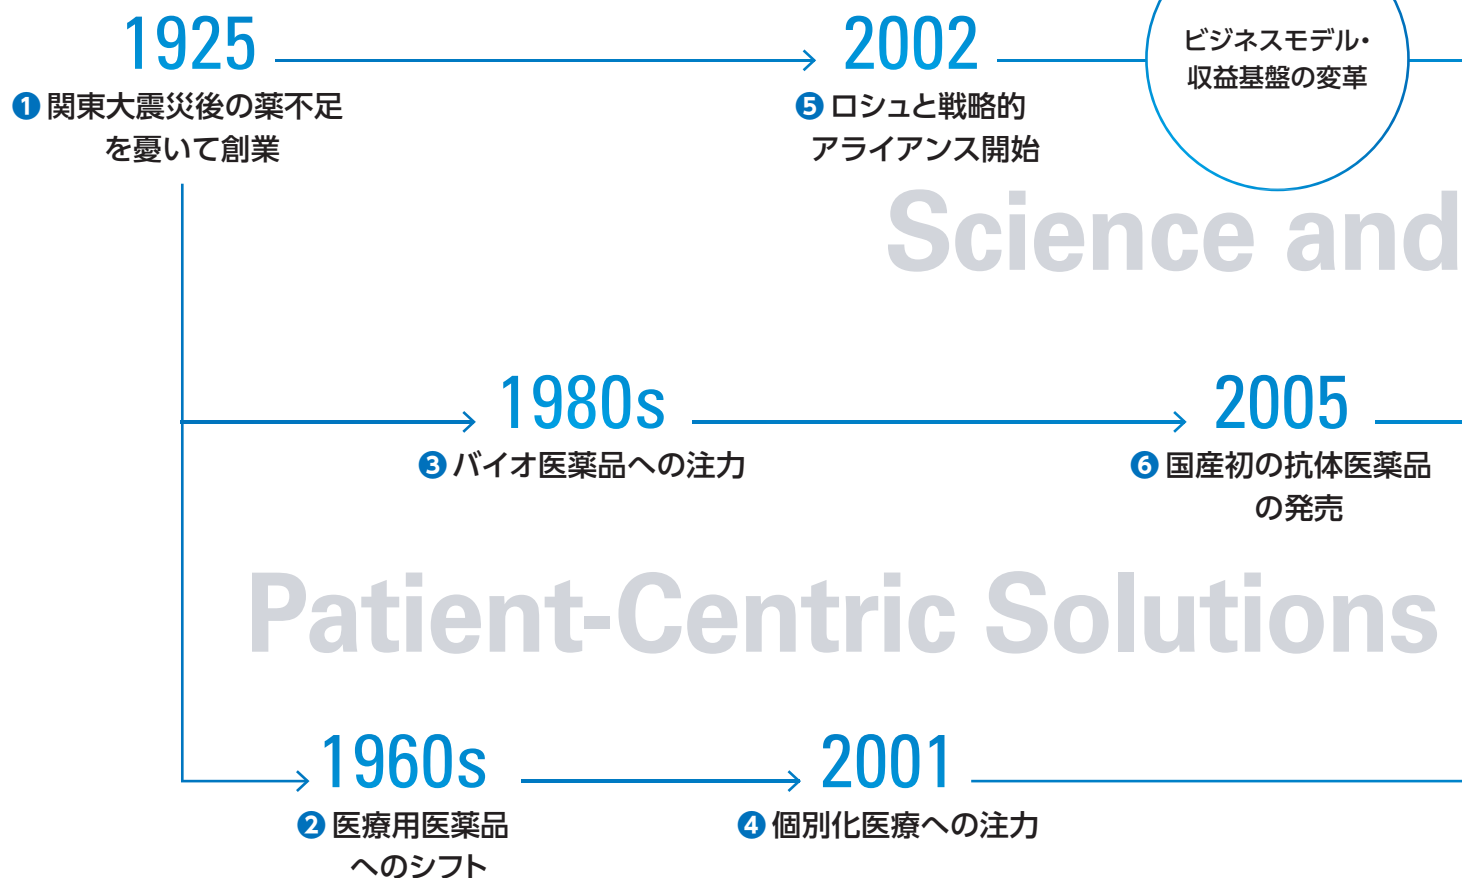 1925
❶ 関東大震災後の薬不足
を憂いて創業
2002
❺ ロシュと戦略的
アライアンス開始
ビジネスモデル・
収益基盤の変革
Science and
1980s
❸ バイオ医薬品への注力
2005
❻ 国産初の抗体医薬品
の発売
Patient-Centric Solutions
1960s
❷ 医療用医薬品
へのシフト
2001
❹ 個別化医療への注力